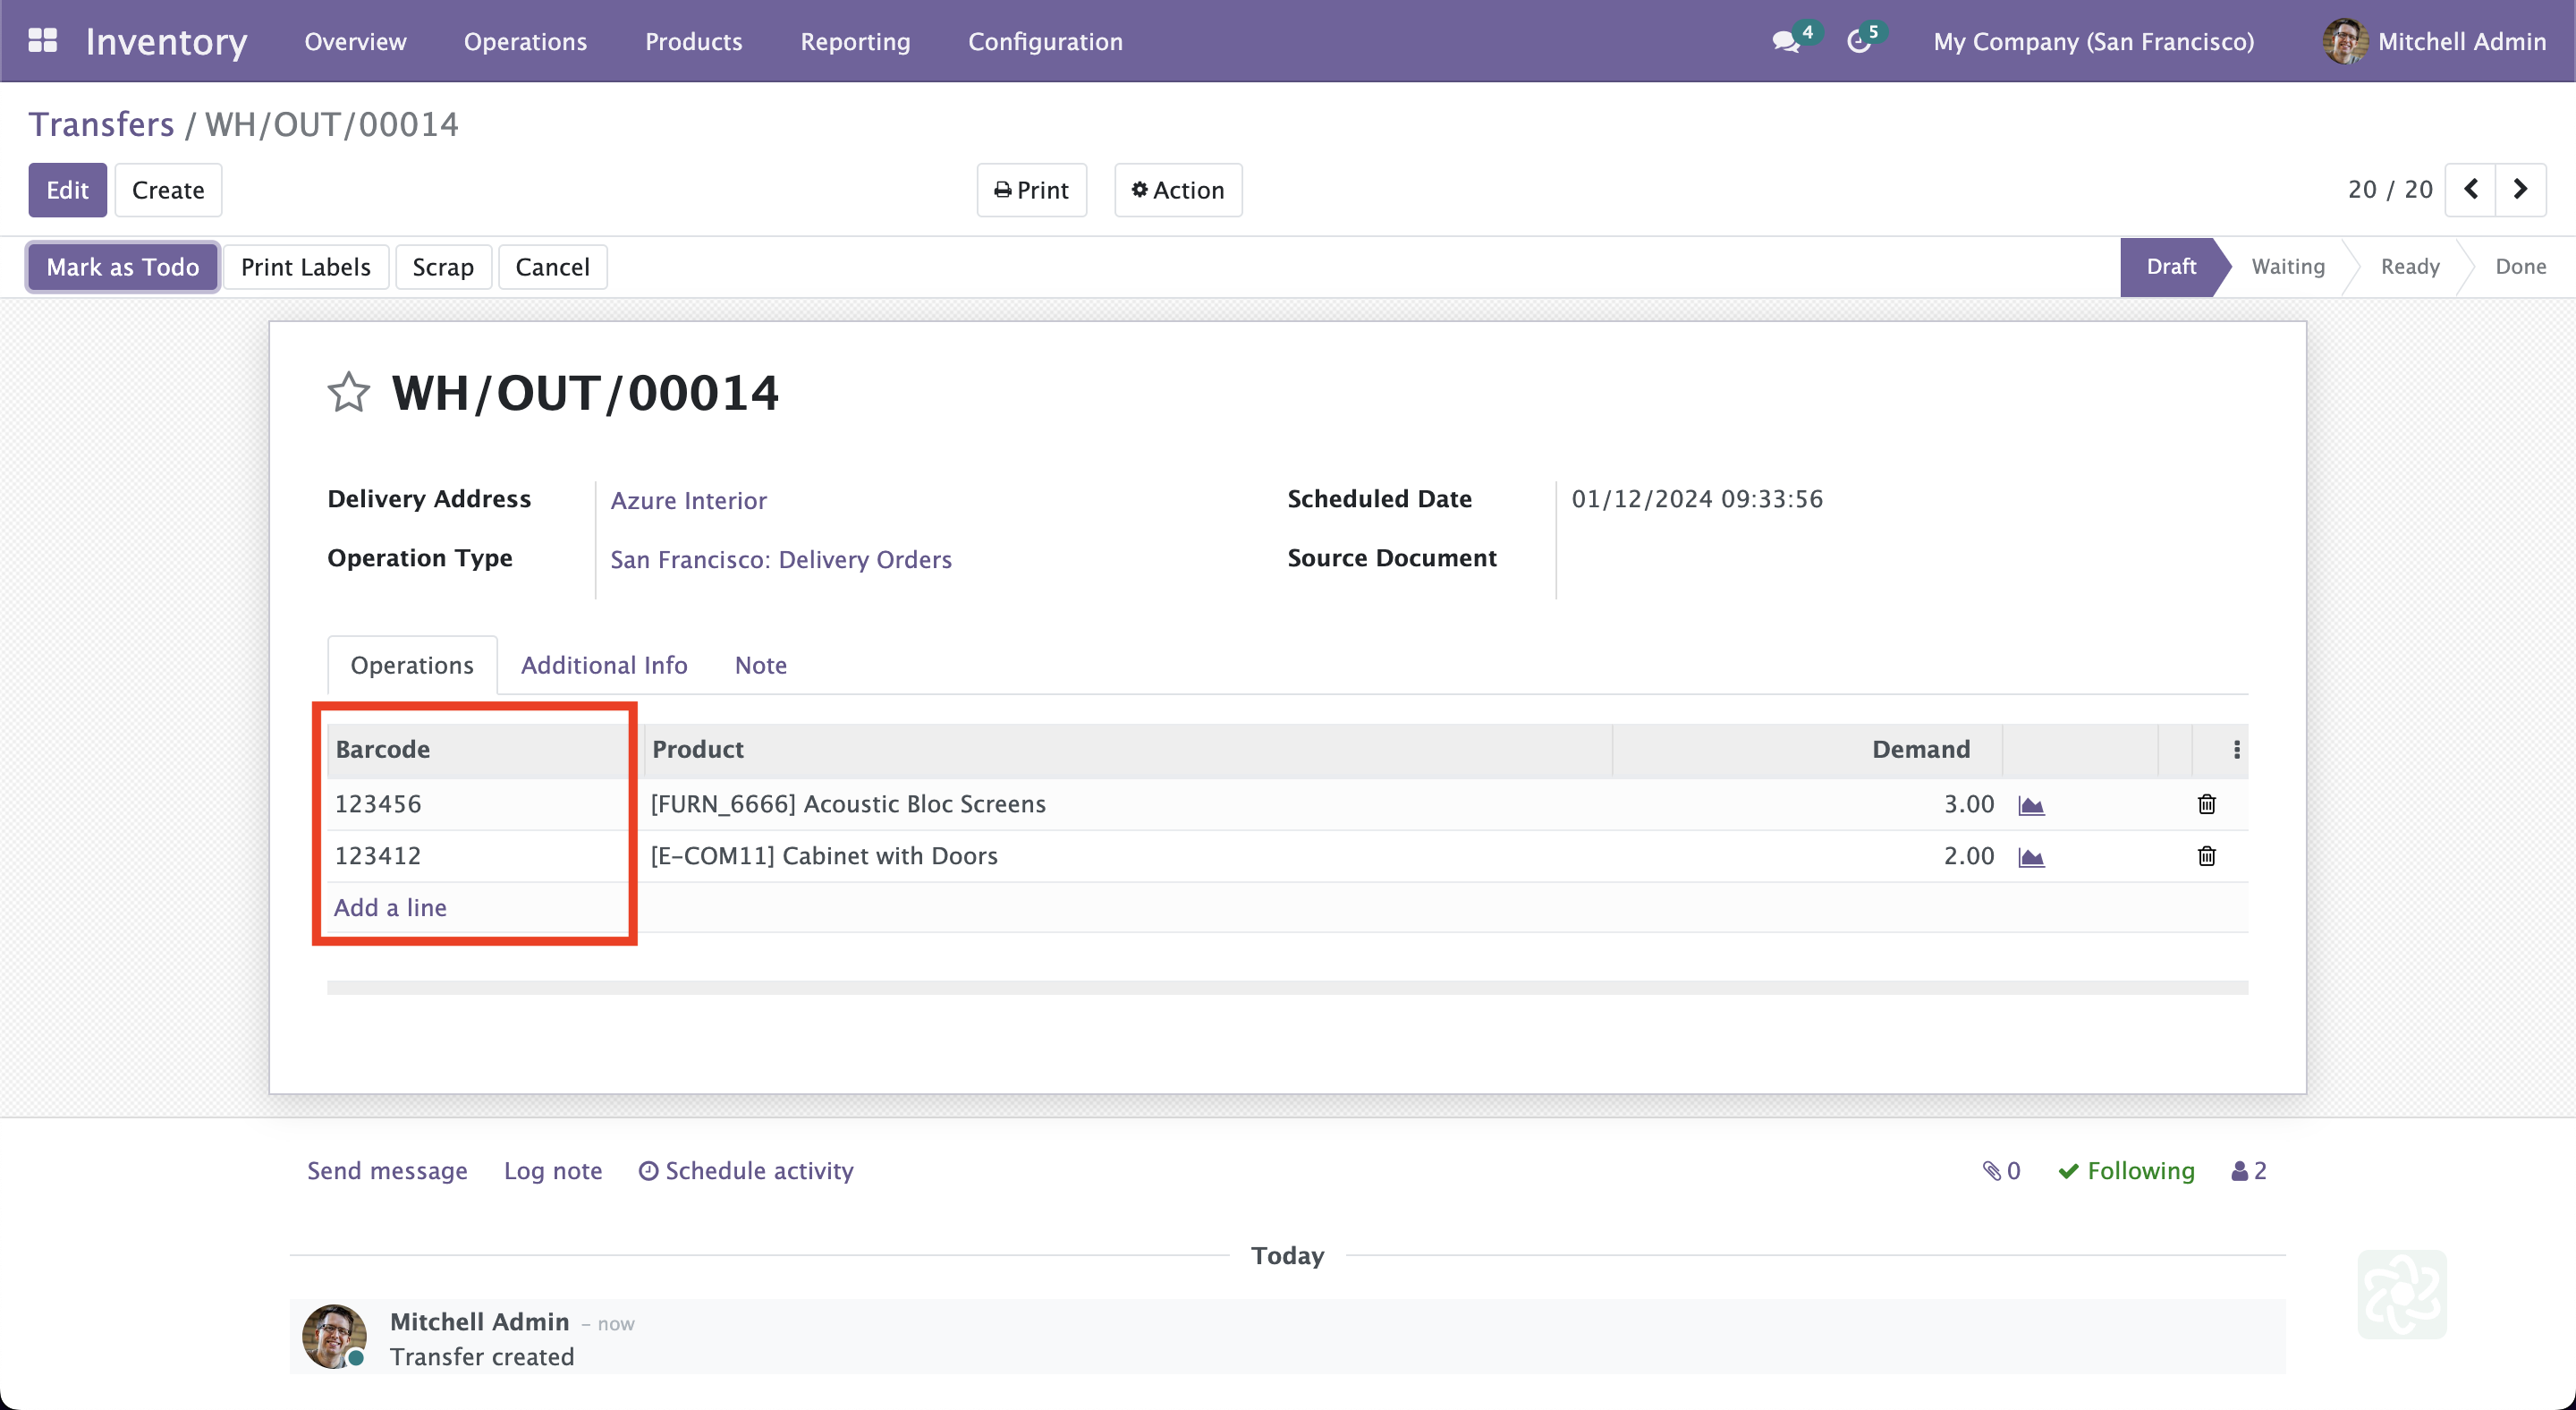 Inventory Overview Operations Products Reporting Configuration 4 5 My Company (San Francisco) Mitchell Admin
Transfers / WH/OUT/00014
Edit Create Print Action 20 / 20
Mark as Todo Print Labels Scrap Cancel Draft Waiting Ready Done
WH/OUT/00014
Delivery Address Azure Interior Scheduled Date 01/12/2024 09:33:56
Operation Type San Francisco: Delivery Orders Source Document
Operations Additional Info Note
Barcode Product Demand
123456 [FURN_6666] Acoustic Bloc Screens 3.00
123412 [E-COM11] Cabinet with Doors 2.00
Add a line
Send message Log note Schedule activity 0 Following 2
Today
Mitchell Admin - now
Transfer created